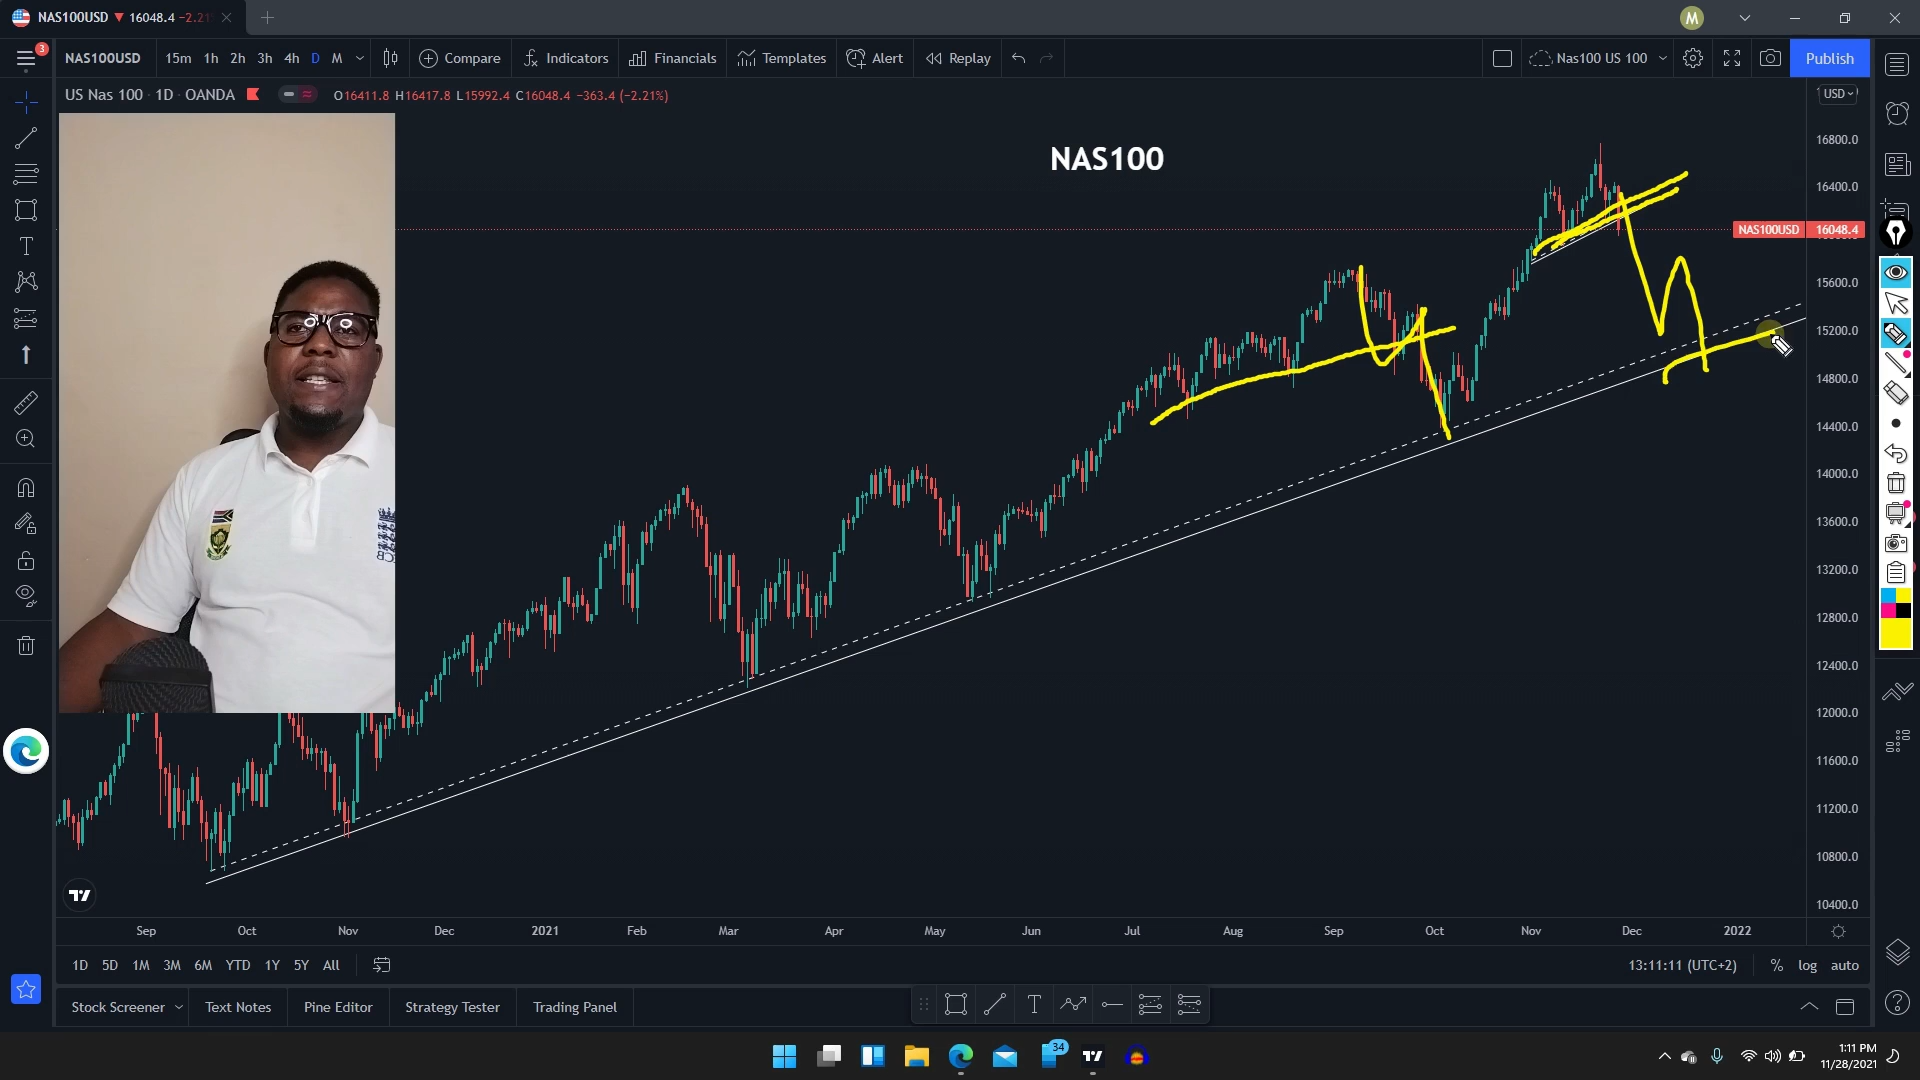 NAS100USD ▼ 16048.4 −2.21
M
3
NAS100USD 15m 1h 2h 3h 4h D M Compare Indicators Financials Templates Alert Replay Nas100 US 100 Publish
US Nas 100 · 1D · OANDA O16411.8 H16417.8 L15992.4 C16048.4 −363.4 (−2.21%)
USD
NAS100
16800.0
16400.0
NAS100USD 16048.4
15600.0
15200.0
14800.0
14400.0
14000.0
13600.0
13200.0
12800.0
12400.0
12000.0
11600.0
11200.0
10800.0
10400.0
Sep Oct Nov Dec 2021 Feb Mar Apr May Jun Jul Aug Sep Oct Nov Dec 2022
1D 5D 1M 3M 6M YTD 1Y 5Y All 13:11:11 (UTC+2) % log auto
Stock Screener Text Notes Pine Editor Strategy Tester Trading Panel
34
1:11 PM
11/28/2021